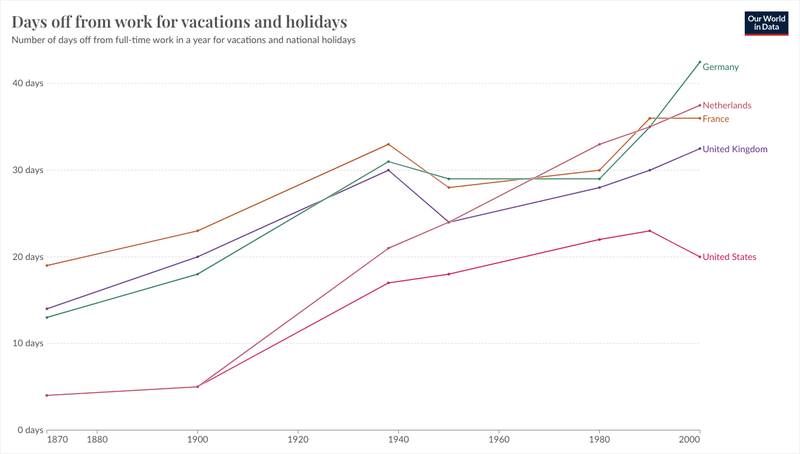 Days off from work for vacations and holidays
Number of days off from full-time work in a year for vacations and national holidays
Our World
in Data
40 days
30 days
20 days
10 days
0 days
1870
1880
1900
1920
1940
1960
1980
2000
Germany
Netherlands
France
United Kingdom
United States